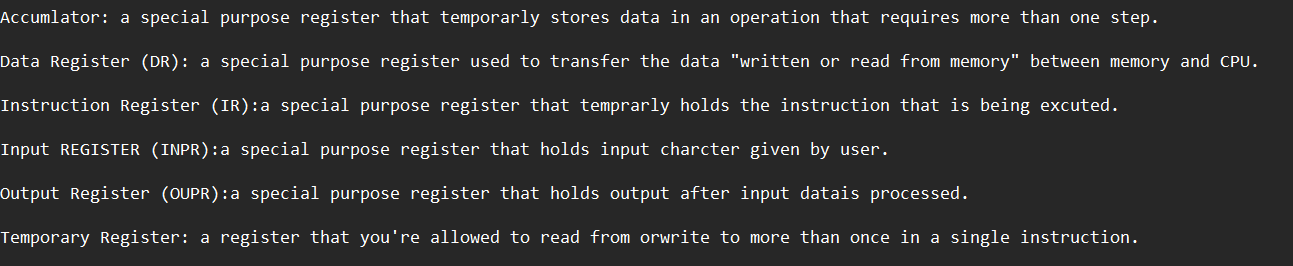 Accumlator: a special purpose register that temporarly stores data in an operation that requires more than one step.
Data Register (DR): a special purpose register used to transfer the data "written or read from memory" between memory and CPU.
Instruction Register (IR):a special purpose register that temprarly holds the instruction that is being excuted.
Input REGISTER (INPR):a special purpose register that holds input charcter given by user.
Output Register (OUPR):a special purpose register that holds output after input datais processed.
Temporary Register: a register that you're allowed to read from orwrite to more than once in a single instruction.